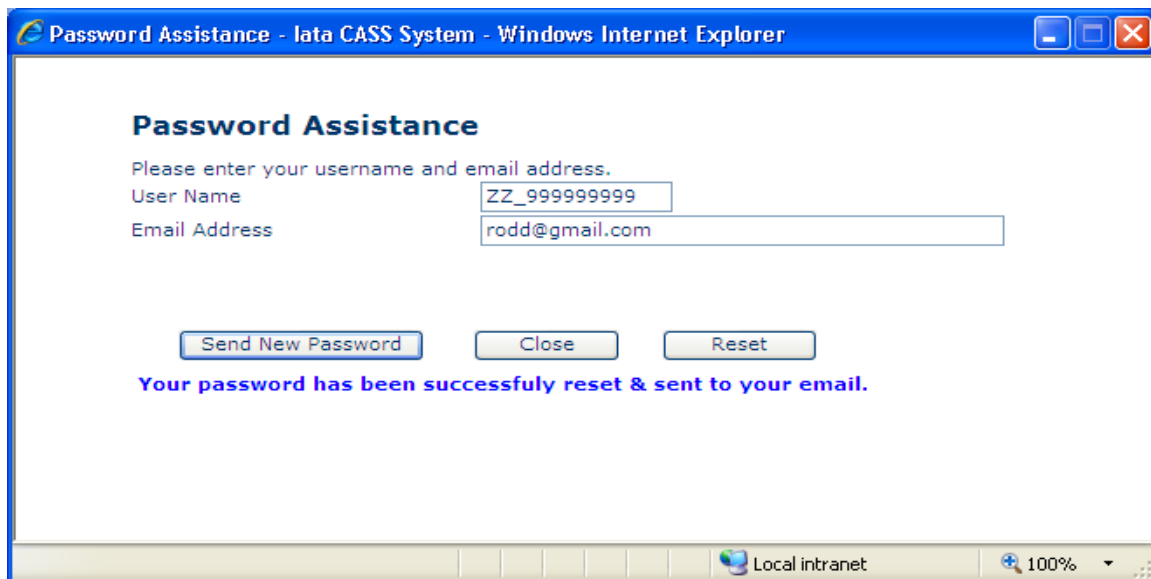 Password Assistance - Iata CASS System - Windows Internet Explorer
Password Assistance
Please enter your username and email address.
User Name ZZ_999999999
Email Address rodd@gmail.com
Send New Password Close Reset
Your password has been successfuly reset & sent to your email.
Local intranet 100%